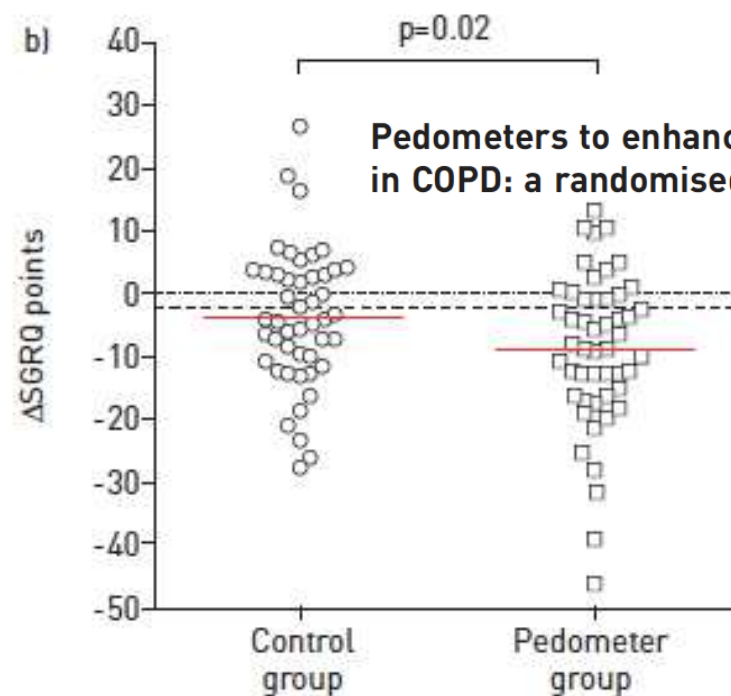 b)
p=0.02
Pedometers to enhanc
in COPD: a randomised
ΔSGRQ points
40
30
20
10
0
-10
-20
-30
-40
-50
Control
group
Pedometer
group